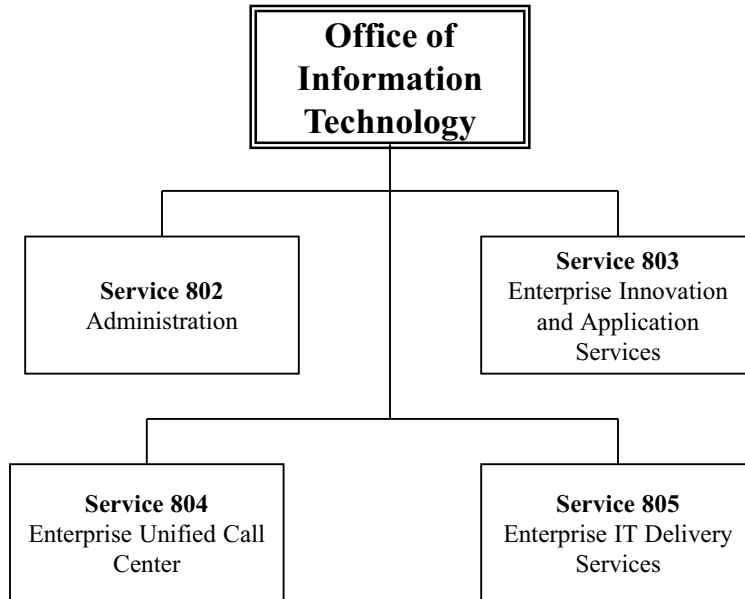 Office of
Information
Technology
Service 802
Administration
Service 803
Enterprise Innovation
and Application
Services
Service 804
Enterprise Unified Call
Center
Service 805
Enterprise IT Delivery
Services